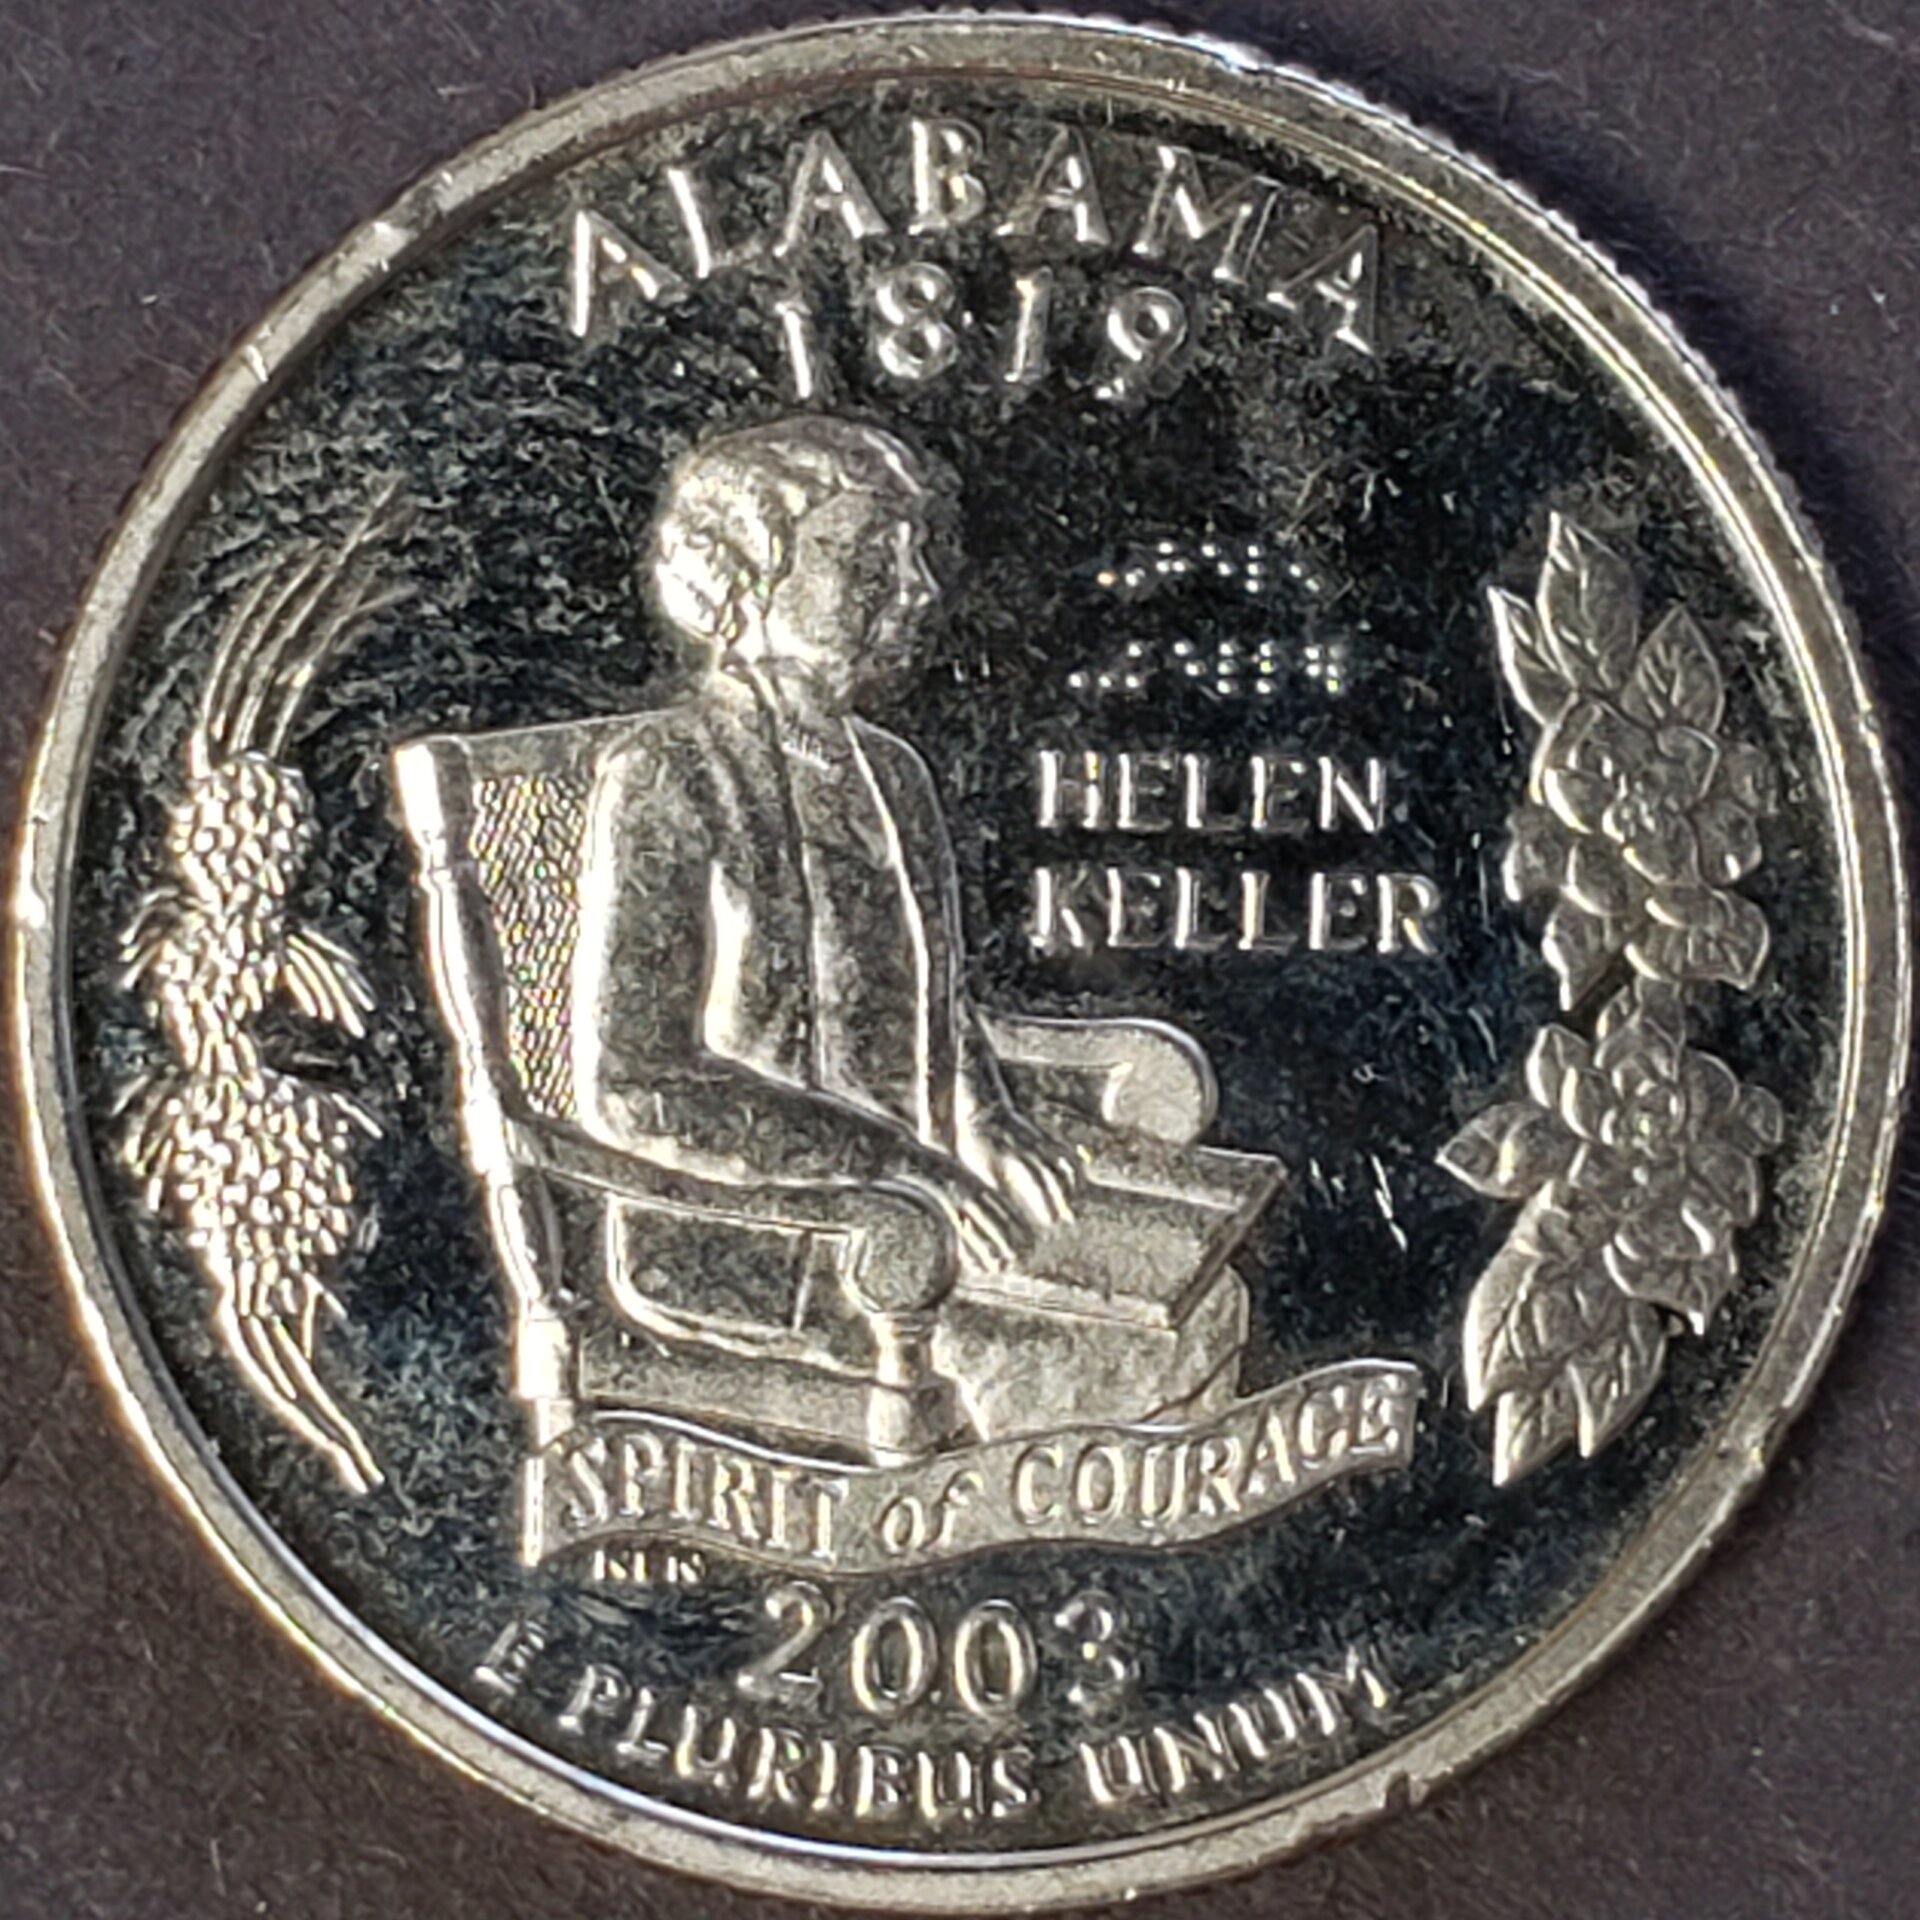 ALABAMA
1819
HELEN
KELLER
SPIRIT of COURAGE
2003
E PLURIBUS UNUM